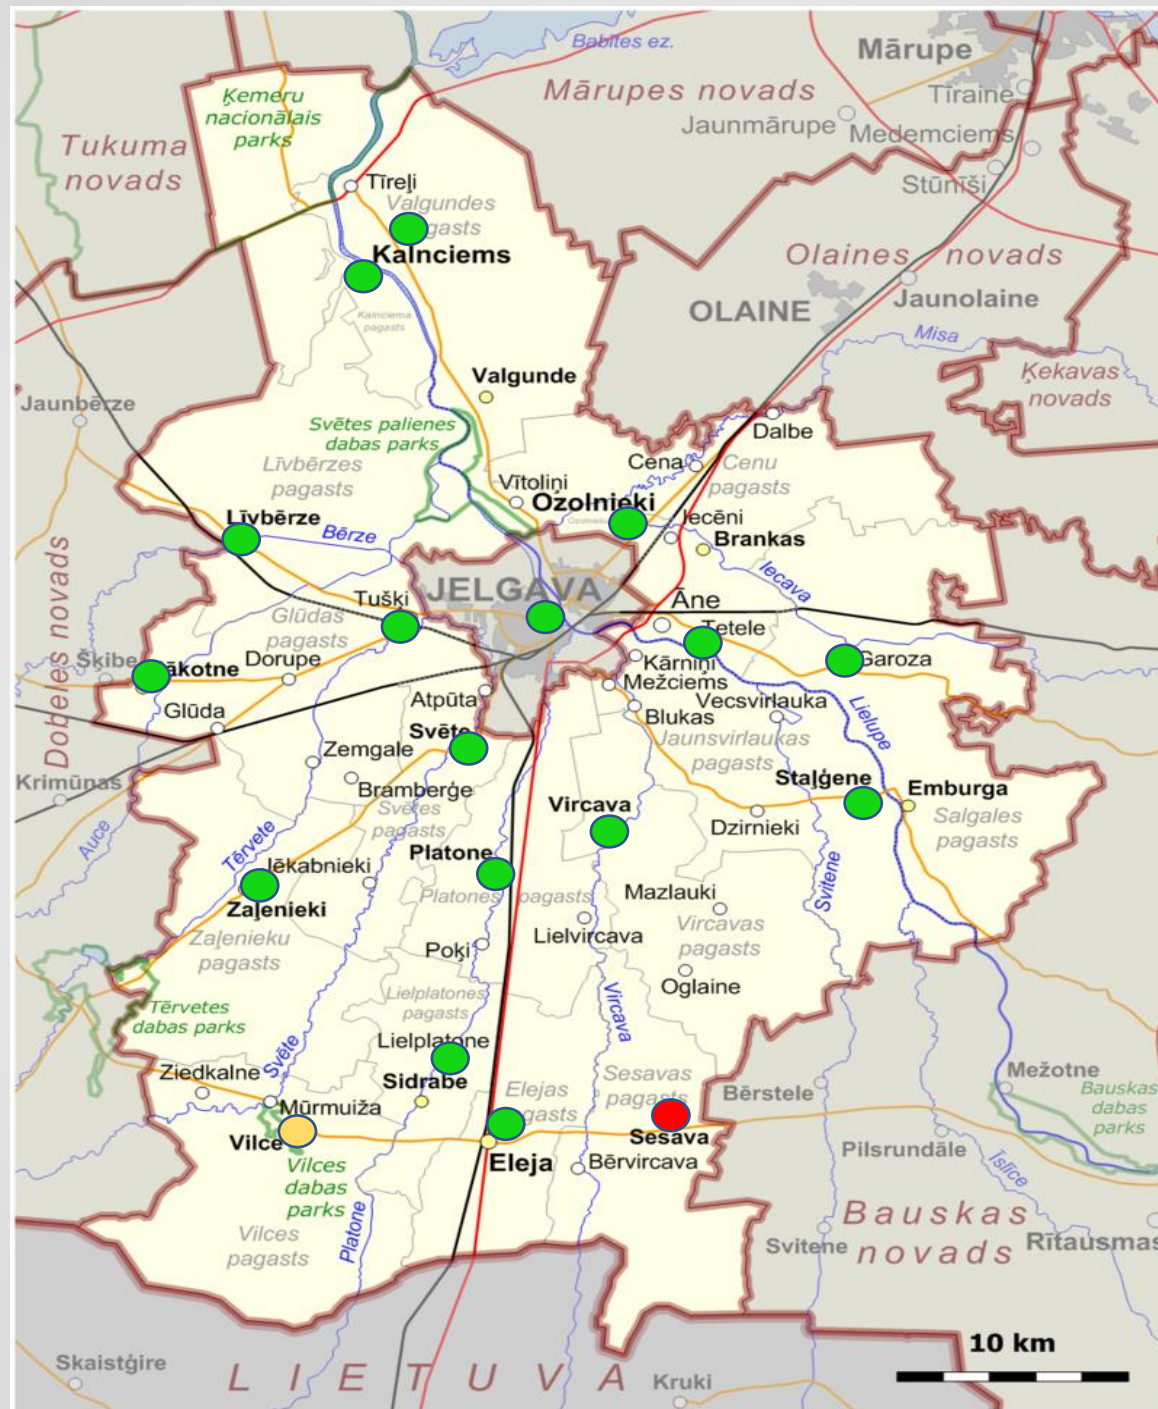 Babītes ez.
Mārupe
Ķemeru
nacionālais
parks
Mārupes novads
Tīraine
Tukuma
novads
Jaunmārupe
Medemciems
Tīreļi
Stūnīši
Valgundes
Kalnciems
Olaines novads
Jaunolaine
OLAINE
Kalnciema
pagasts
Misa
Ķekavas
novads
Valgunde
Jaunbērze
Svētes palienes
dabas parks
Dalbe
Līvbērzes
pagasts
Cena
Cenu
pagasts
Vītoliņi
Ozolnieki
Līvbērze
Iecēni
Bērze
Brankas
Iecava
Dobeles novads
JELGAVA
Tušķi
Āne
Glūdas
pagasts
Tetele
Šķibe
Dorupe
Kārniņi
Garoza
Mežciems
Atpūta
Vecsvirlauka
Glūda
Blukas
Lielupe
Svēte
Jaunsvirlaukas
pagasts
Zemgale
Krimūnas
Bramberģe
Staļģene
Emburga
Svētes
pagasts
Vircava
Dzirnieki
Salgales
pagasts
Auce
Tērvete
Platone
Svitene
Jēkabnieki
Platones pagasts
Mazlauki
Zaļenieki
Zaļenieku
pagasts
Lielvircava
Vircavas
pagasts
Poķi
Oglaine
Lielplatones
pagasts
Vircava
Tērvetes
dabas parks
Svēte
Lielplatone
Ziedkalne
Sidrabe
Elejas
Sesavas
pagasts
Bērstele
Mežotne
Mūrmuiža
Bauskas
dabas
parks
Vilce
Sesava
Pilsrundāle
Eleja
Bērvircava
Īslīce
Vilces
dabas
parks
Platone
Vilces
pagasts
Bauskas
novads
Svitene
Rītausmas
10 km
Skaistģire
LIETUVA
Kruki